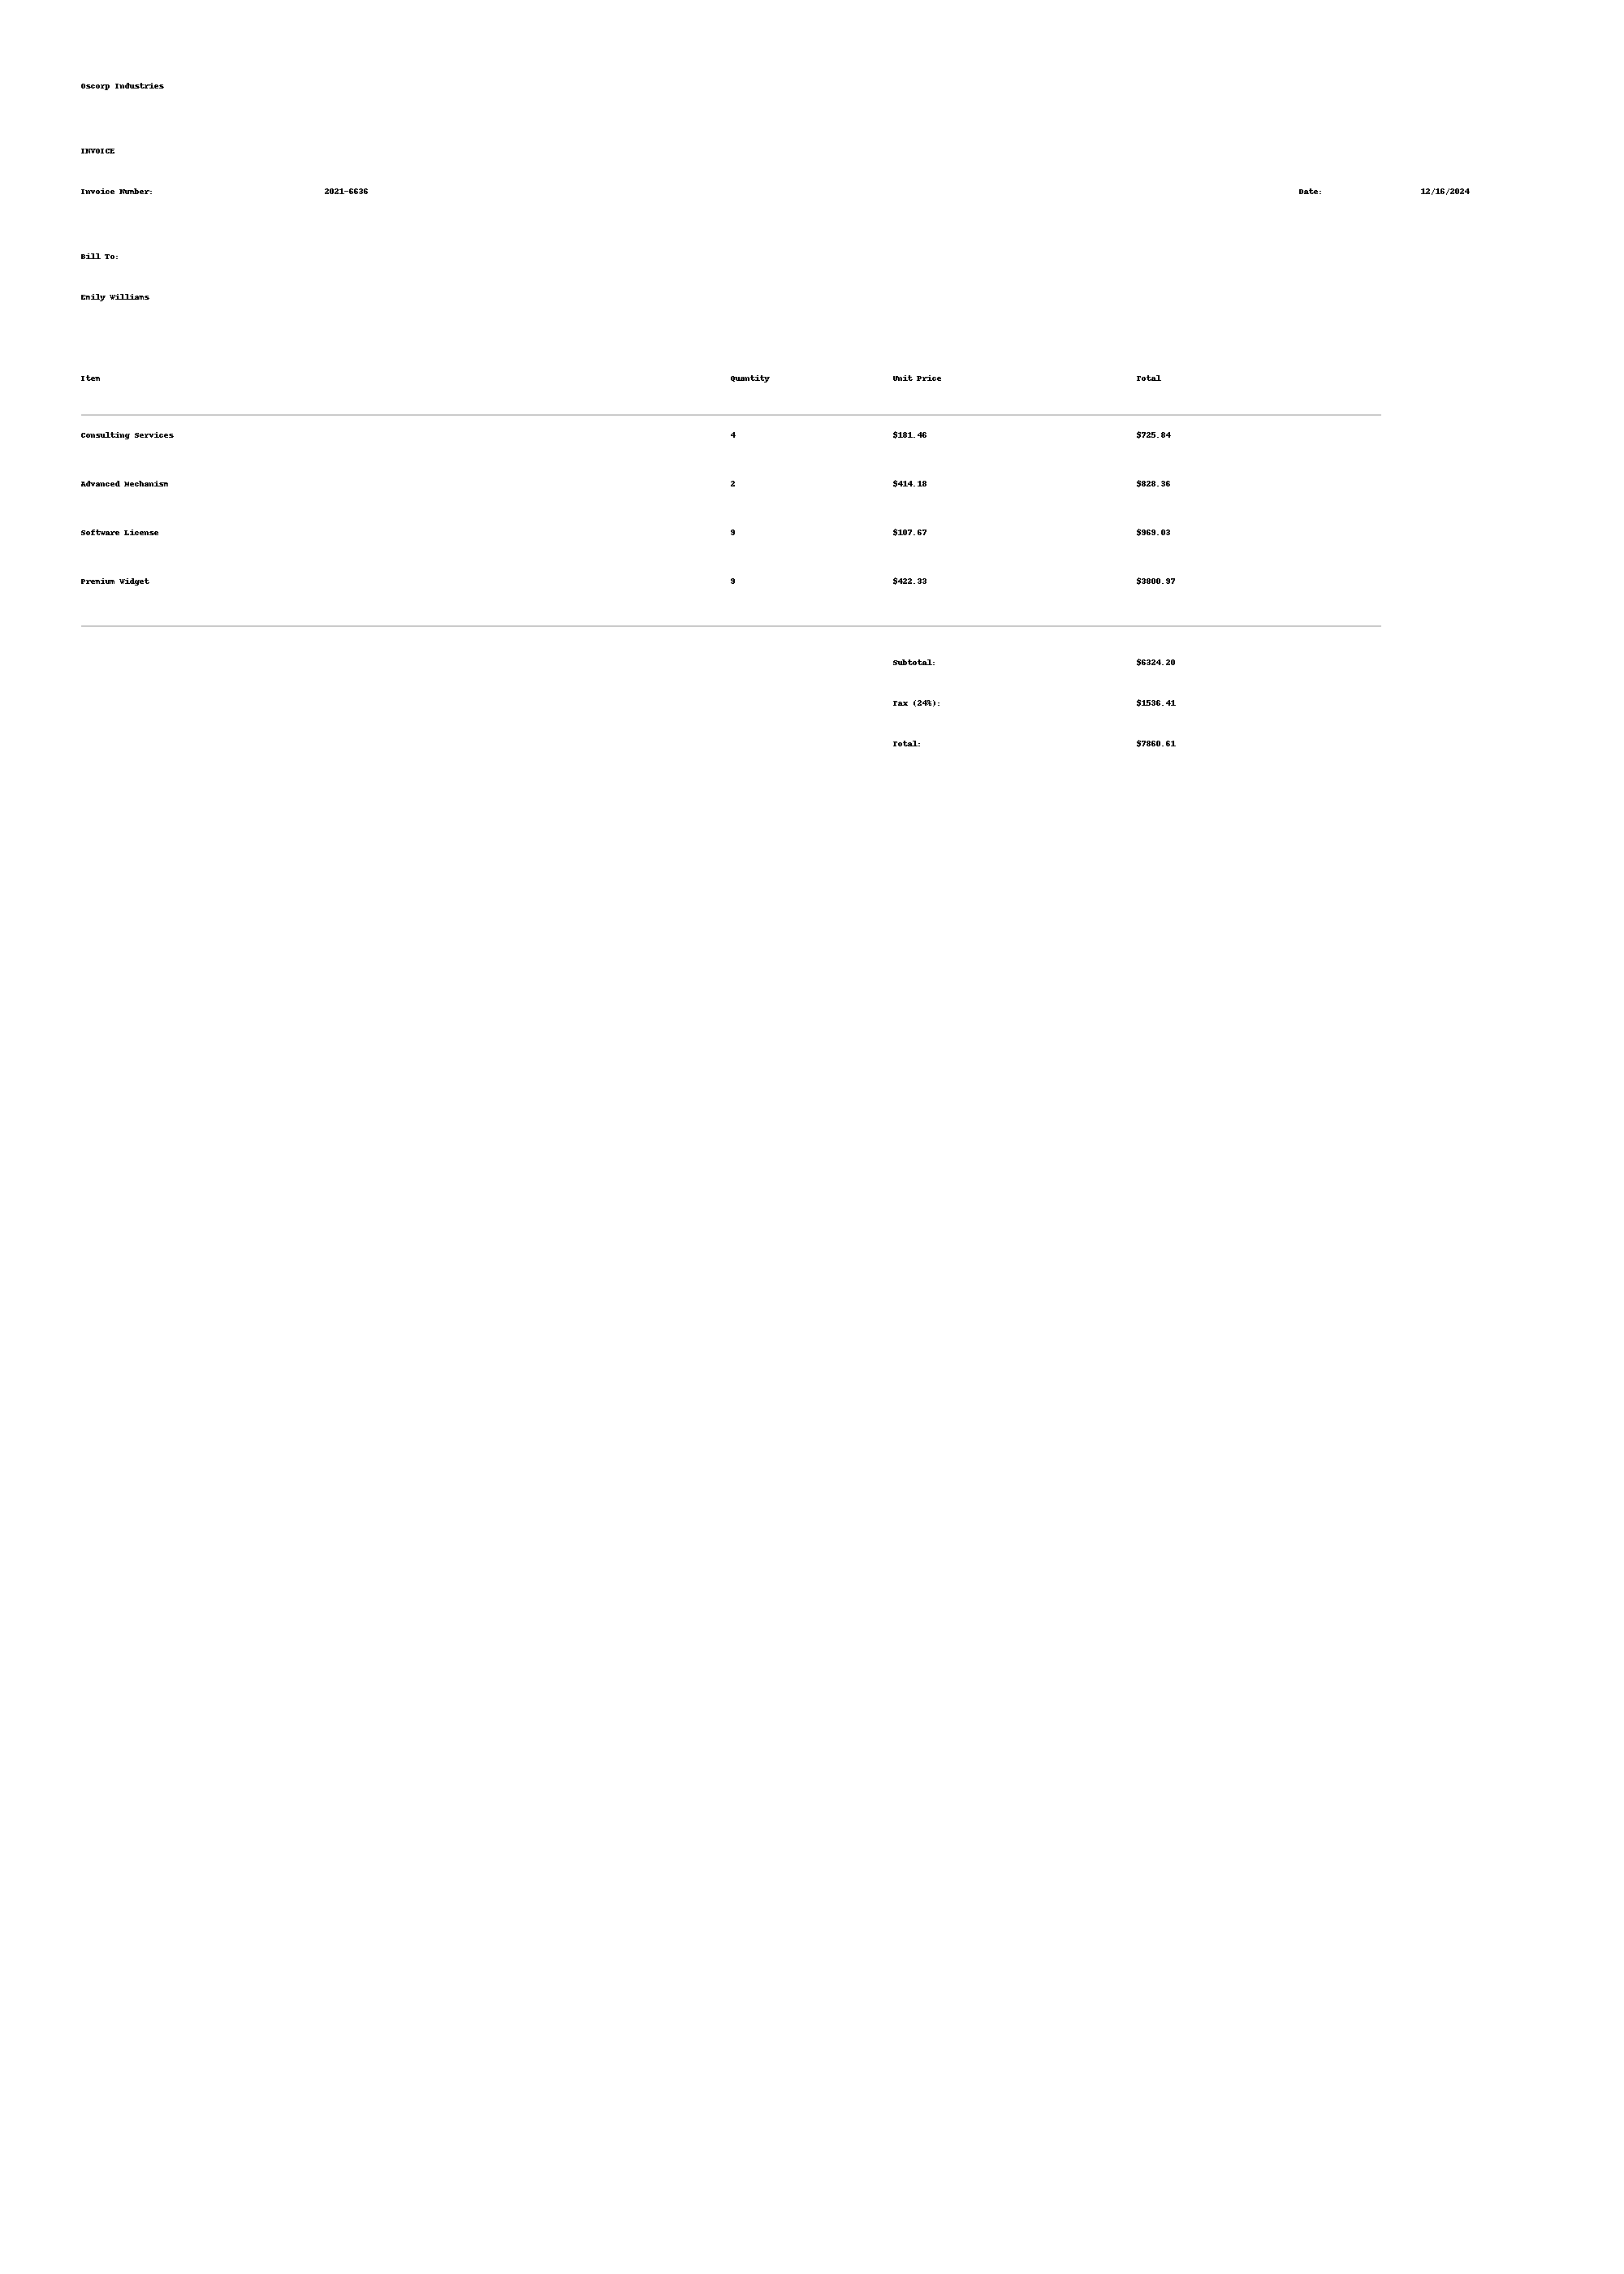 Oscorp Industries
INVOICE
Invoice Number: 2021-6636 Date: 12/16/2024
Bill To:
Emily Williams
Item Quantity Unit Price Total
Consulting Services 4 $181.46 $725.84
Advanced Mechanism 2 $414.18 $828.36
Software License 9 $107.67 $969.03
Premium Widget 9 $422.33 $3800.97
Subtotal: $6324.20
Tax (24%): $1536.41
Total: $7860.61